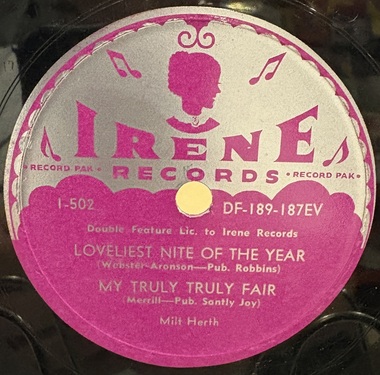 IRENE
• RECORD PAK • RECORDS • RECORD PAK •
1-502 DF-189-187EV
Double Feature Lic. to Irene Records
LOVELIEST NITE OF THE YEAR
(Webster-Aronson—Pub. Robbins)
MY TRULY TRULY FAIR
(Merrill—Pub. Santly Joy)
Milt Herth